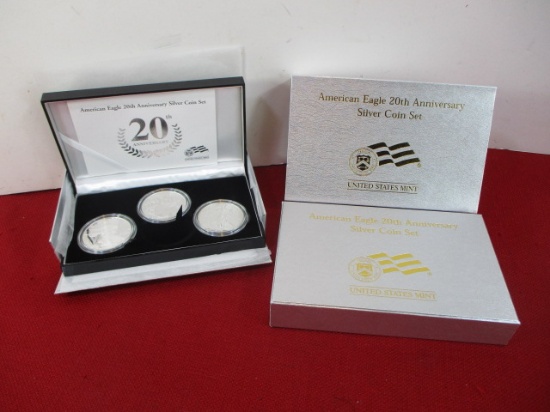 American Eagle 20th Anniversary Silver Coin Set
20th
ANNIVERSARY
American Eagle 20th Anniversary
Silver Coin Set
UNITED STATES MINT
American Eagle 20th Anniversary
Silver Coin Set
UNITED STATES MINT